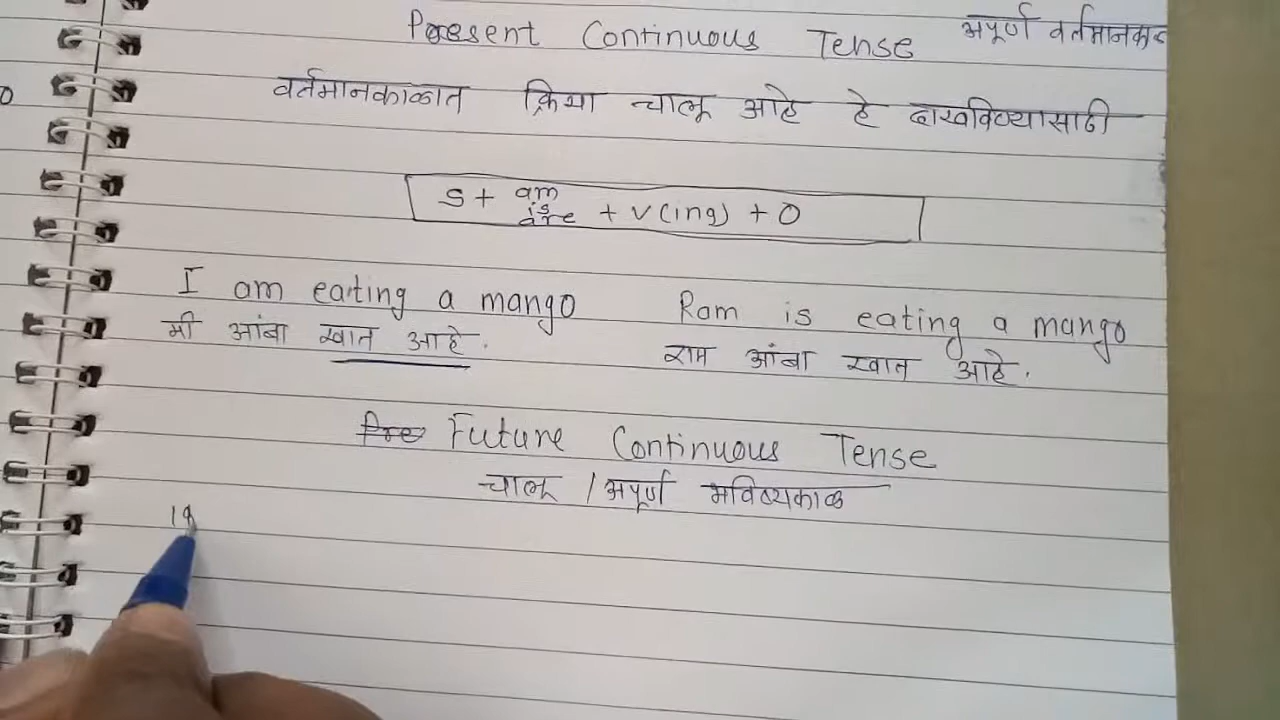 Present Continuous Tense अपूर्ण वर्तमानकाळ
वर्तमानकाळात क्रिया चालू आहे हे दाखविण्यासाठी
S + am is are + V(ing) + O
I am eating a mango Ram is eating a mango
मी आंबा खात आहे. राम आंबा खात आहे.
Future Continuous Tense
चालू / अपूर्ण भविष्यकाळ